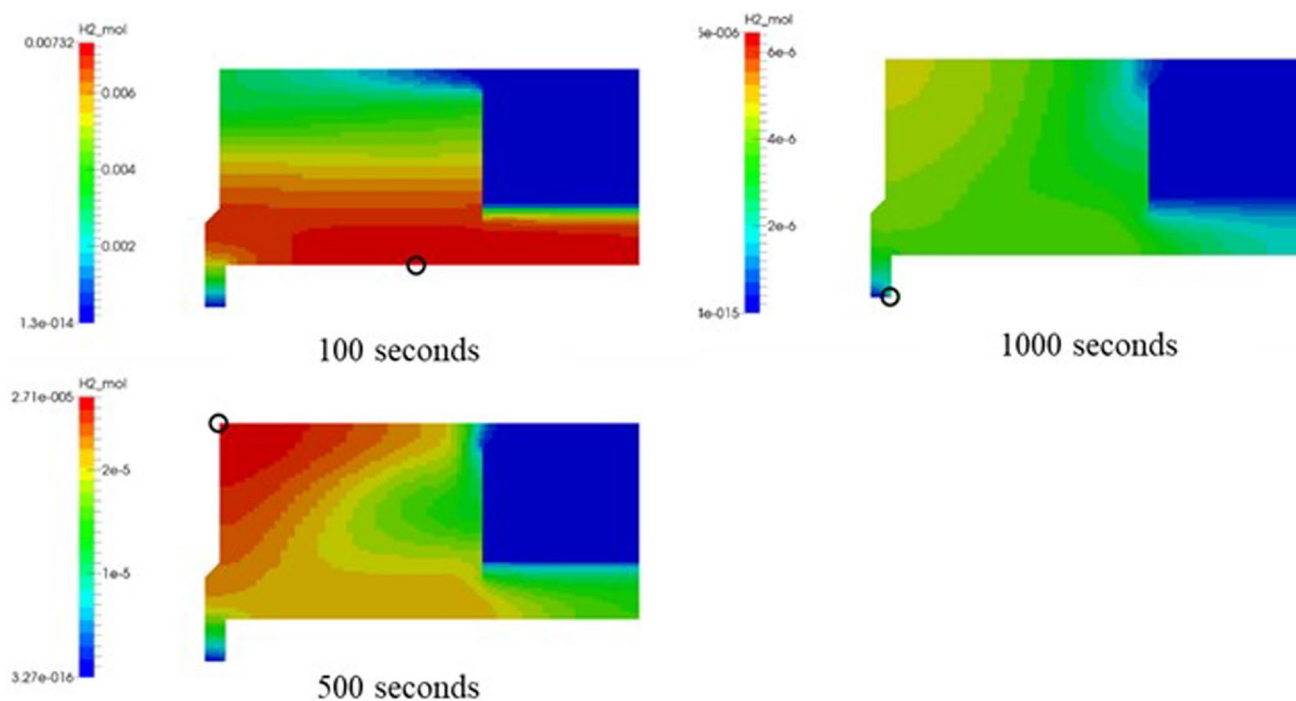 H2_mol
0.00732
0.006
0.004
0.002
1.3e-014
100 seconds
H2_mol
5e-006
6e-6
4e-6
2e-6
1e-015
1000 seconds
H2_mol
2.71e-005
2e-5
1e-5
3.27e-016
500 seconds